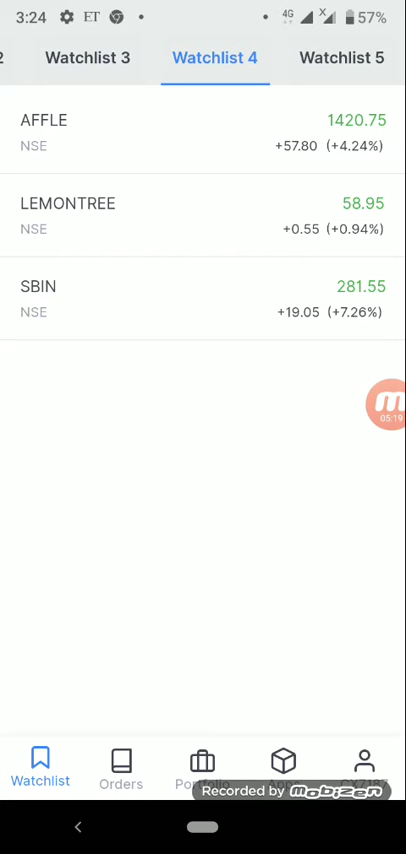 3:24 ET 4G X 57%
2 Watchlist 3 Watchlist 4 Watchlist 5
AFFLE 1420.75
NSE +57.80 (+4.24%)
LEMONTREE 58.95
NSE +0.55 (+0.94%)
SBIN 281.55
NSE +19.05 (+7.26%)
m
05:19
Watchlist Orders
Recorded by mobizen